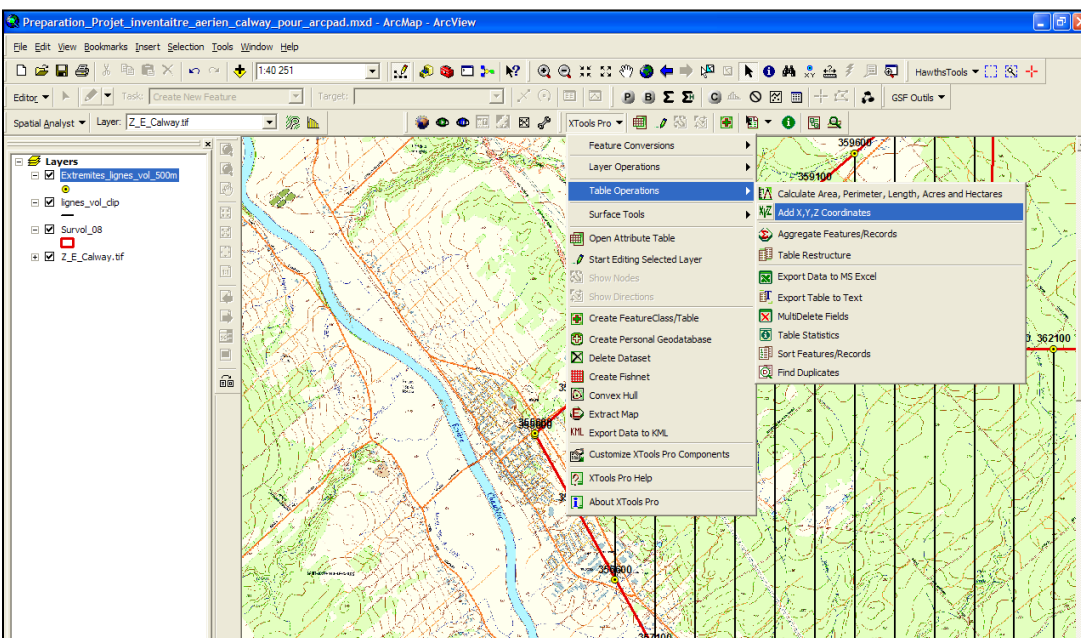 Preparation_Projet_inventaitre_aerien_calway_pour_arcpad.mxd - ArcMap - ArcView
File Edit View Bookmarks Insert Selection Tools Window Help
1:40 251
HawthsTools
Editor Task: Create New Feature Target:
GSF Outils
Spatial Analyst Layer: Z_E_Calway.tif
XTools Pro
Layers
Extremites_lignes_vol_500m
lignes_vol_clip
Survol_08
Z_E_Calway.tif
Feature Conversions
Layer Operations
Table Operations
Surface Tools
Open Attribute Table
Start Editing Selected Layer
Show Nodes
Show Directions
Create FeatureClass/Table
Create Personal Geodatabase
Delete Dataset
Create Fishnet
Convex Hull
Extract Map
KML Export Data to KML
Customize XTools Pro Components
XTools Pro Help
About XTools Pro
Calculate Area, Perimeter, Length, Acres and Hectares
Add X,Y,Z Coordinates
Aggregate Features/Records
Table Restructure
Export Data to MS Excel
Export Table to Text
MultiDelete Fields
Table Statistics
Sort Features/Records
Find Duplicates
359600
359100
362100
356600
357100